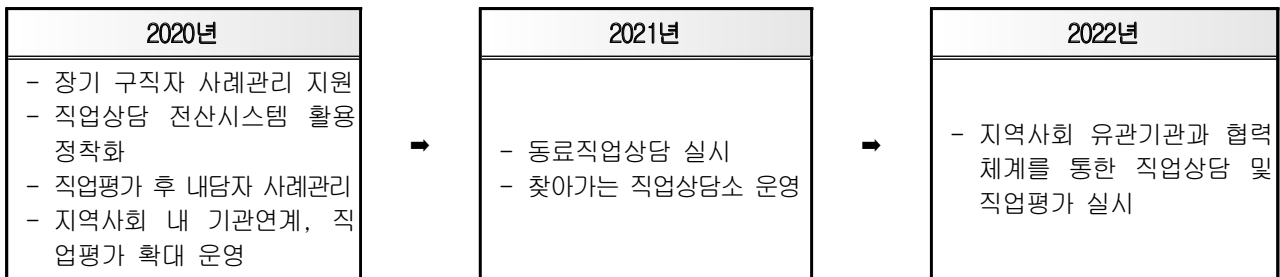 2020년
- 장기 구직자 사례관리 지원
- 직업상담 전산시스템 활용
정착화
- 직업평가 후 내담자 사례관리
- 지역사회 내 기관연계, 직
업평가 확대 운영
➡
2021년
- 동료직업상담 실시
- 찾아가는 직업상담소 운영
➡
2022년
- 지역사회 유관기관과 협력
체계를 통한 직업상담 및
직업평가 실시